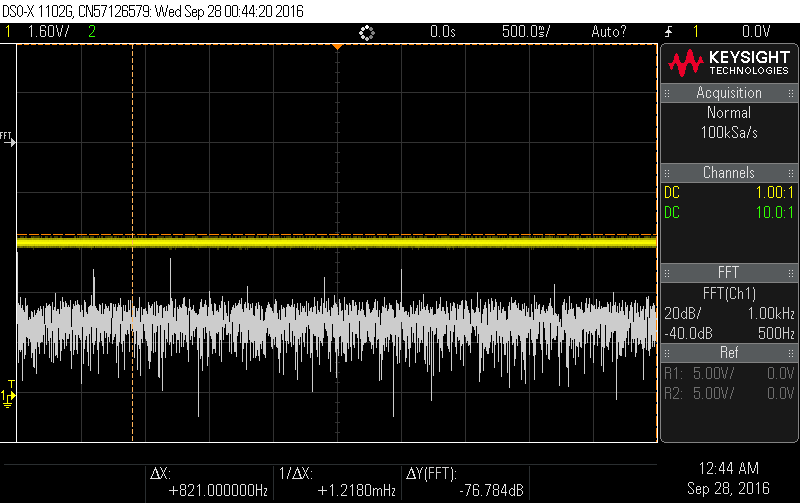 DSO-X 1102G, CN57126579: Wed Sep 28 00:44:20 2016
1 1.60V/ 2 0.0s 500.0ms/ Auto? 1 0.0V
KEYSIGHT
TECHNOLOGIES
Acquisition
Normal
100kSa/s
FFT
Channels
DC 1.00:1
DC 10.0:1
FFT
FFT(Ch1)
20dB/ 1.00kHz
-40.0dB 500Hz
Ref
R1: 5.00V/ 0.0V
R2: 5.00V/ 0.0V
T
1
ΔX:
+821.000000Hz
1/ΔX:
+1.2180mHz
ΔY(FFT):
-76.784dB
12:44 AM
Sep 28, 2016